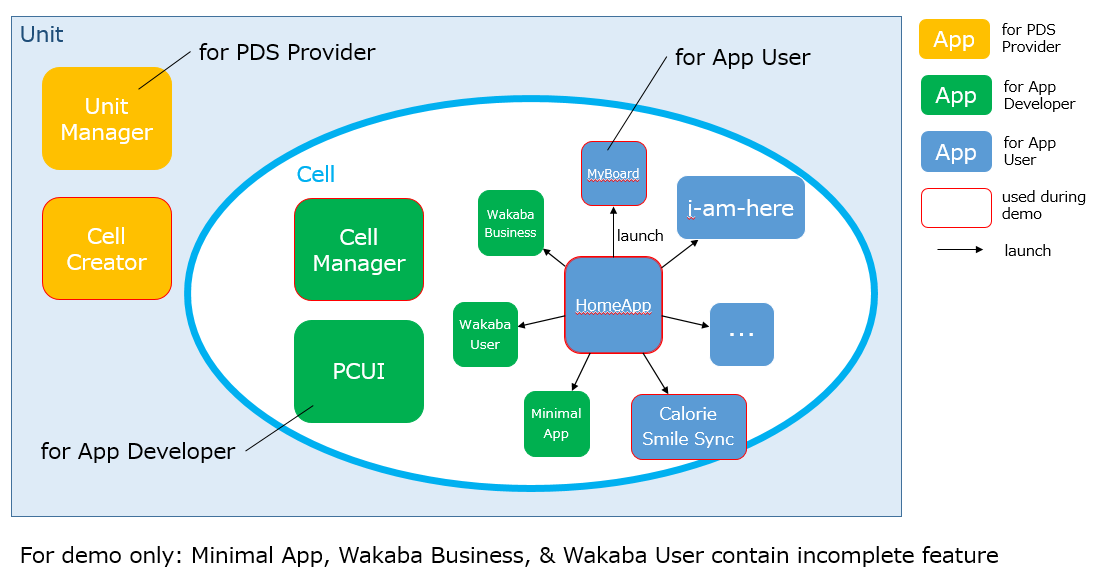 Unit
for PDS Provider
for App User
Unit
Manager
Cell
Creator
Cell
Cell
Manager
PCUI
MyBoard
i-am-here
Wakaba
Business
launch
HomeApp
Wakaba
User
...
Minimal
App
Calorie
Smile Sync
for App Developer
App
for PDS
Provider
App
for App
Developer
App
for App
User
used during
demo
launch
For demo only: Minimal App, Wakaba Business, & Wakaba User contain incomplete feature